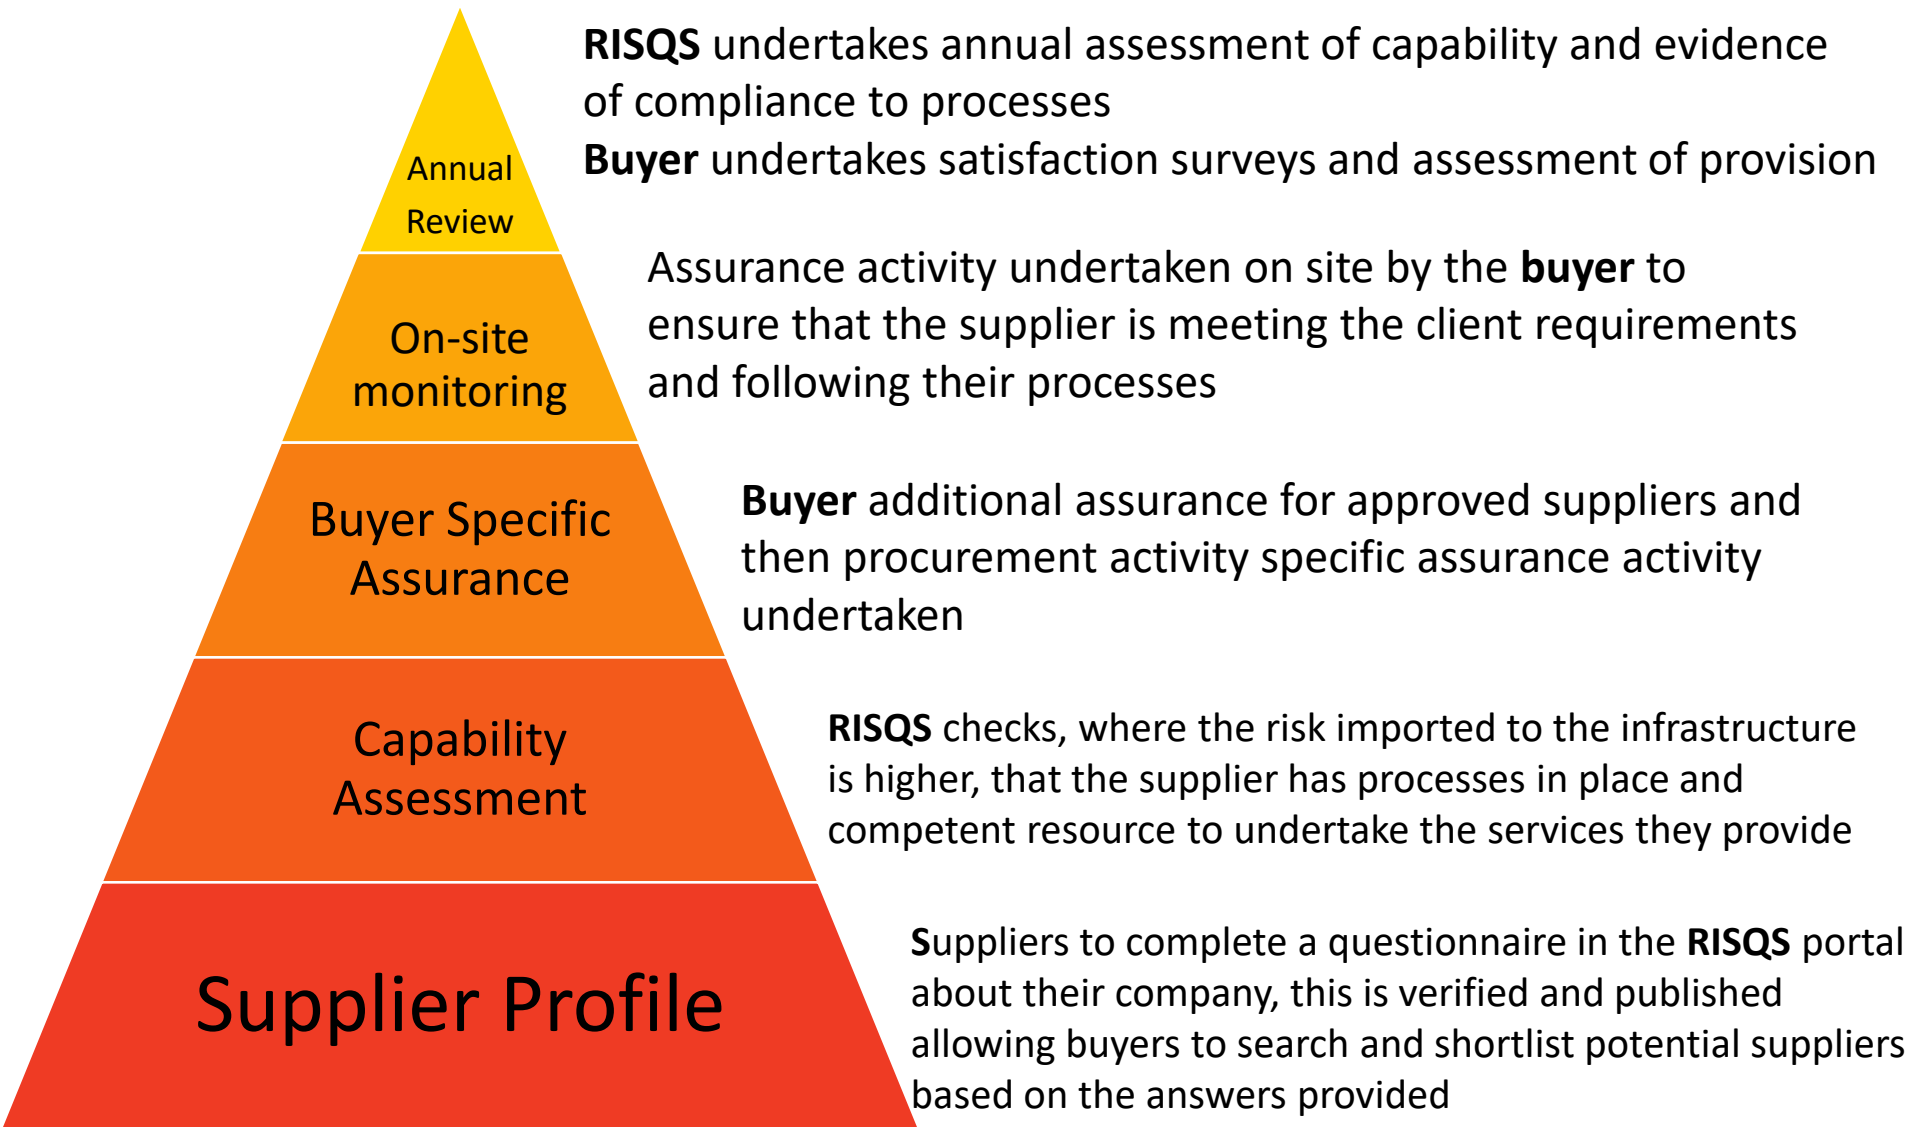 RISQS undertakes annual assessment of capability and evidence
of compliance to processes
Buyer undertakes satisfaction surveys and assessment of provision
Annual
Review
Assurance activity undertaken on site by the buyer to
ensure that the supplier is meeting the client requirements
and following their processes
On-site
monitoring
Buyer additional assurance for approved suppliers and
then procurement activity specific assurance activity
undertaken
Buyer Specific
Assurance
RISQS checks, where the risk imported to the infrastructure
is higher, that the supplier has processes in place and
competent resource to undertake the services they provide
Capability
Assessment
Suppliers to complete a questionnaire in the RISQS portal
about their company, this is verified and published
allowing buyers to search and shortlist potential suppliers
based on the answers provided
Supplier Profile